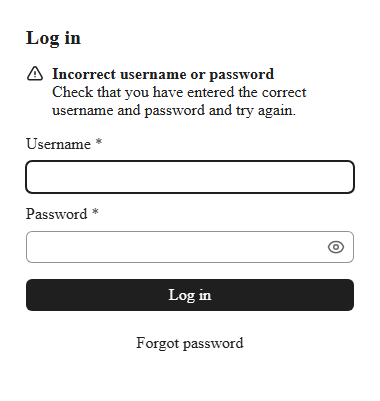 Log in
Incorrect username or password
Check that you have entered the correct
username and password and try again.
Username *
Password *
Log in
Forgot password